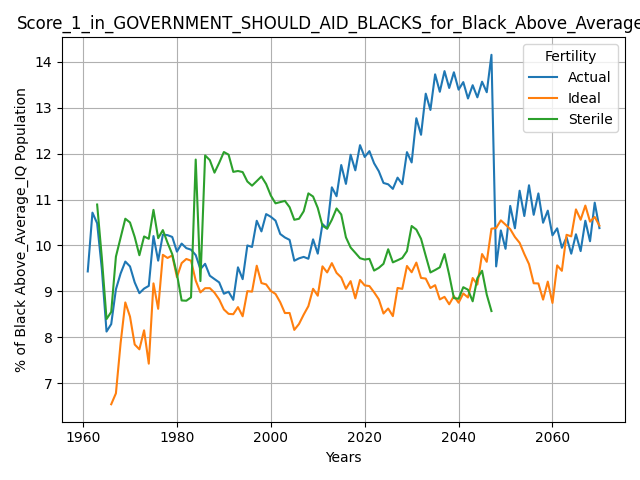 Score_1_in_GOVERNMENT_SHOULD_AID_BLACKS_for_Black_Above_Average
Fertility
Actual
Ideal
Sterile
% of Black Above_Average_IQ Population
14
13
12
11
10
9
8
7
1960 1980 2000 2020 2040 2060
Years